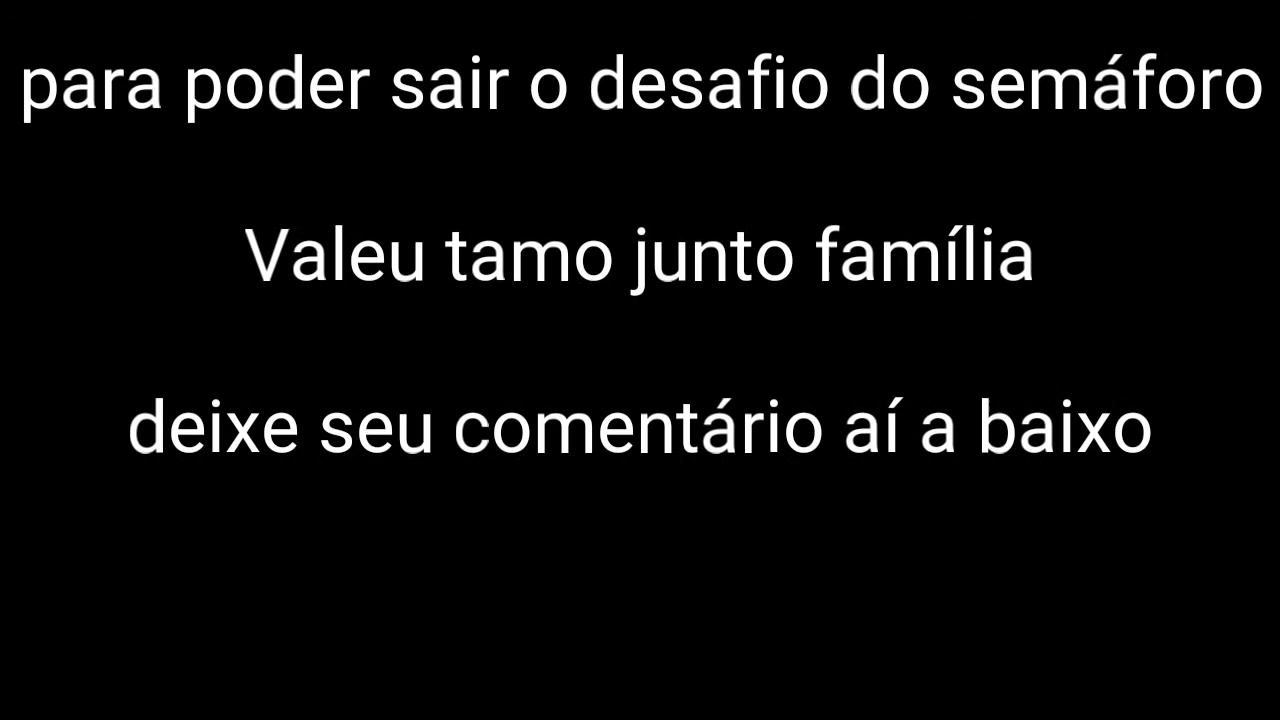 para poder sair o desafio do semáforo
Valeu tamo junto família
deixe seu comentário aí a baixo